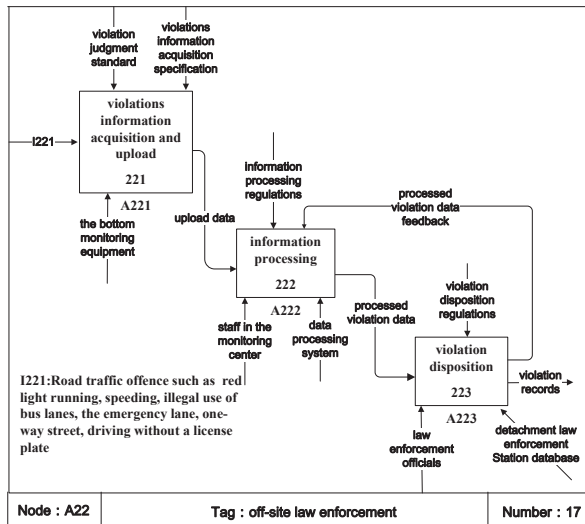 violation
judgment
standard
violations
information
acquisition
specification
violations
information
acquisition and
upload
221
I221
A221
the bottom
monitoring
equipment
upload data
information
processing
regulations
processed
violation data
feedback
information
processing
222
A222
staff in the
monitoring
center
data
processing
system
processed
violation data
violation
disposition
regulations
violation
disposition
223
A223
violation
records
law
enforcement
officials
detachment law
enforcement
Station database
I221:Road traffic offence such as red
light running, speeding, illegal use of
bus lanes, the emergency lane, one-
way street, driving without a license
plate
Node : A22
Tag : off-site law enforcement
Number : 17